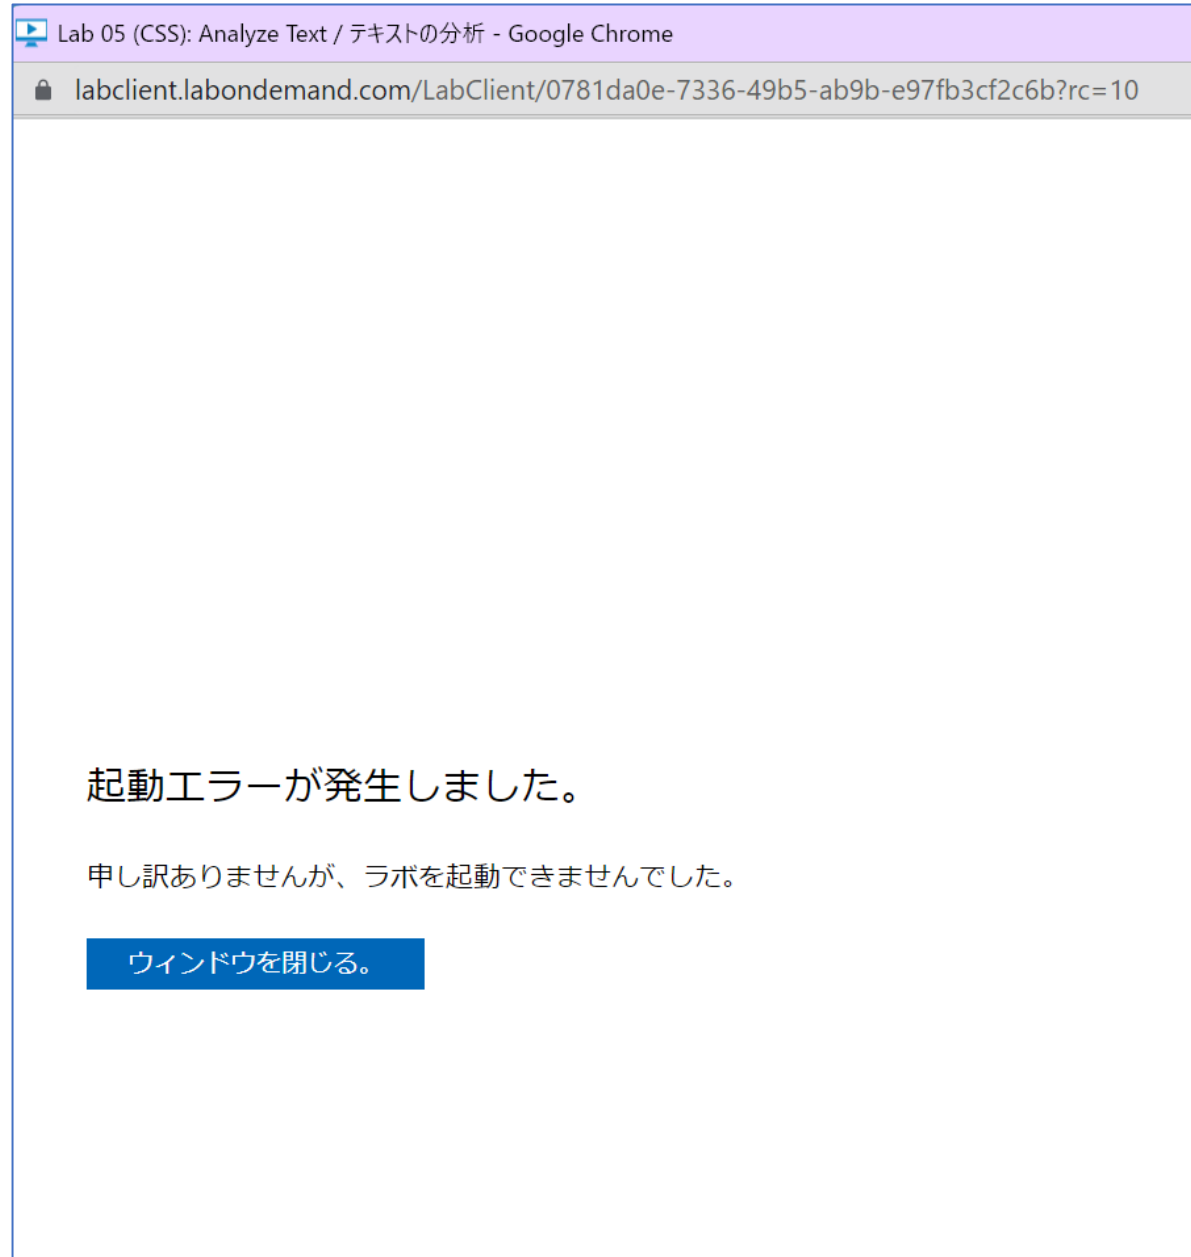 Lab 05 (CSS): Analyze Text / テキストの分析 - Google Chrome
labclient.labondemand.com/LabClient/0781da0e-7336-49b5-ab9b-e97fb3cf2c6b?rc=10
起動エラーが発生しました。
申し訳ありませんが、ラボを起動できませんでした。
ウィンドウを閉じる。